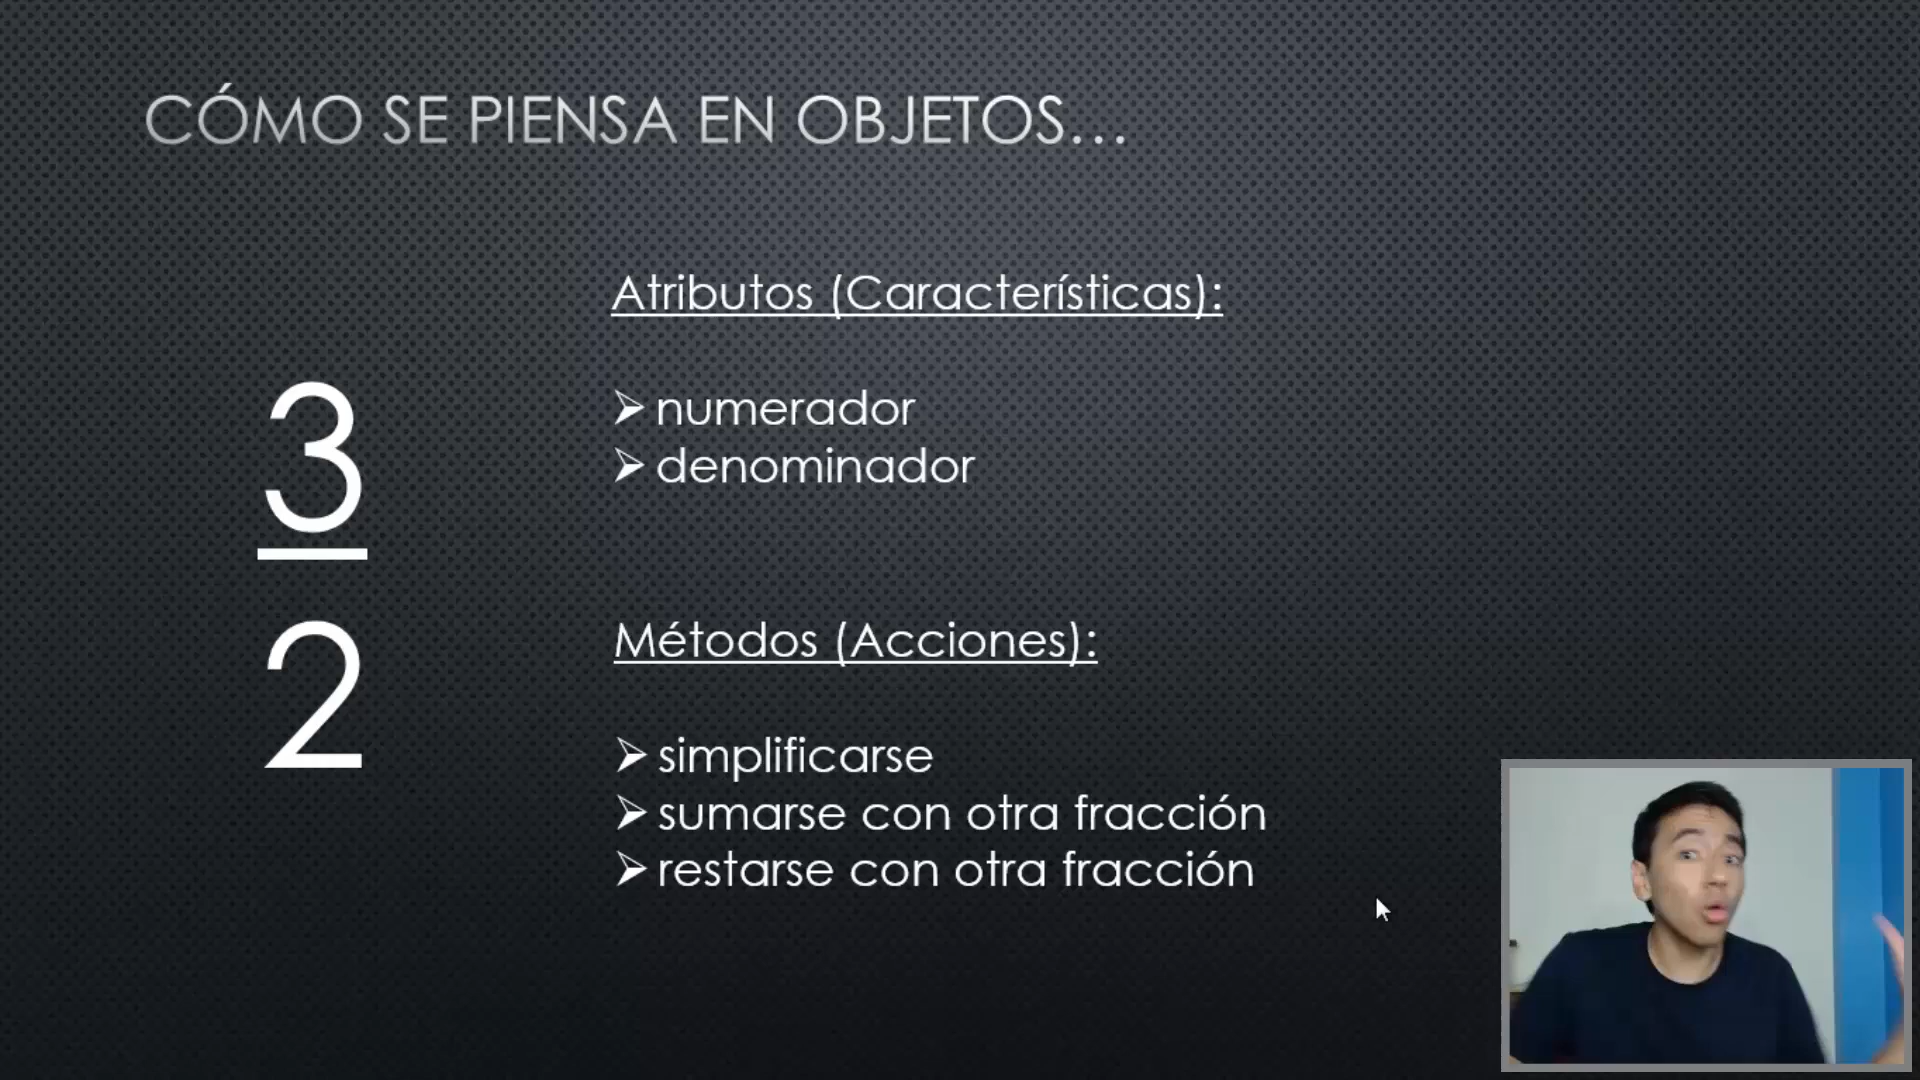 CÓMO SE PIENSA EN OBJETOS...
3
2
Atributos (Características):
numerador
denominador
Métodos (Acciones):
simplificarse
sumarse con otra fracción
restarse con otra fracción